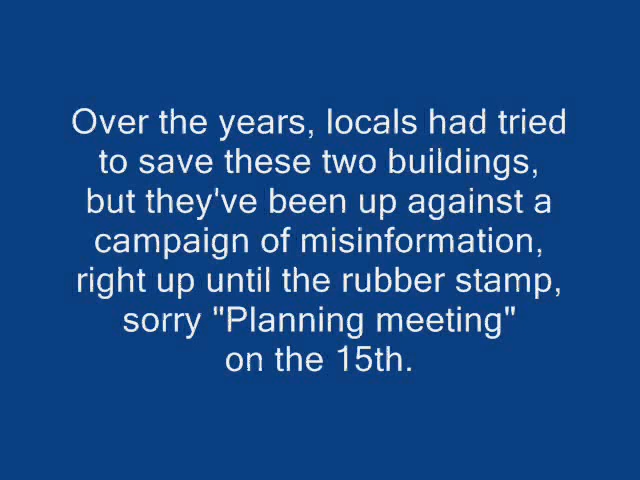 Over the years, locals had tried
to save these two buildings,
but they've been up against a
campaign of misinformation,
right up until the rubber stamp,
sorry "Planning meeting"
on the 15th.